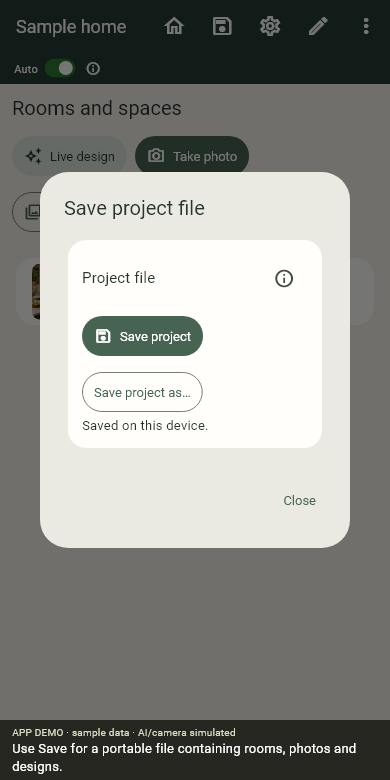 Sample home
Auto
Rooms and spaces
Live design
Take photo
Save project file
Project file
Save project
Save project as...
Saved on this device.
Close
APP DEMO · sample data · AI/camera simulated
Use Save for a portable file containing rooms, photos and
designs.